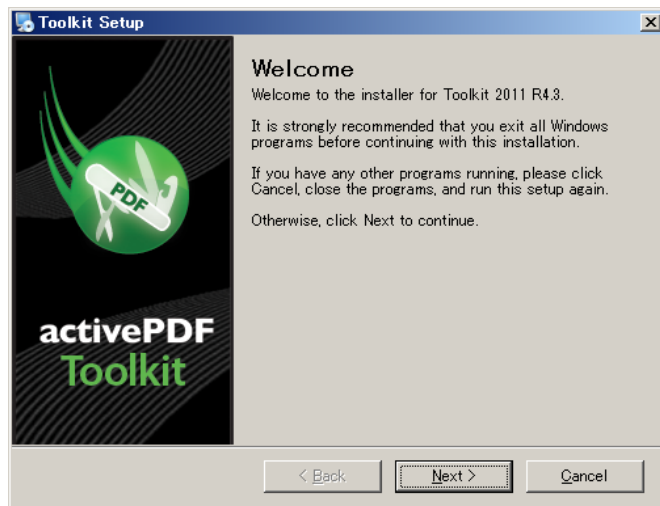 Toolkit Setup
Welcome
Welcome to the installer for Toolkit 2011 R4.3.
It is strongly recommended that you exit all Windows
programs before continuing with this installation.
If you have any other programs running, please click
Cancel, close the programs, and run this setup again.
Otherwise, click Next to continue.
PDF
activePDF
Toolkit
< Back
Next >
Cancel